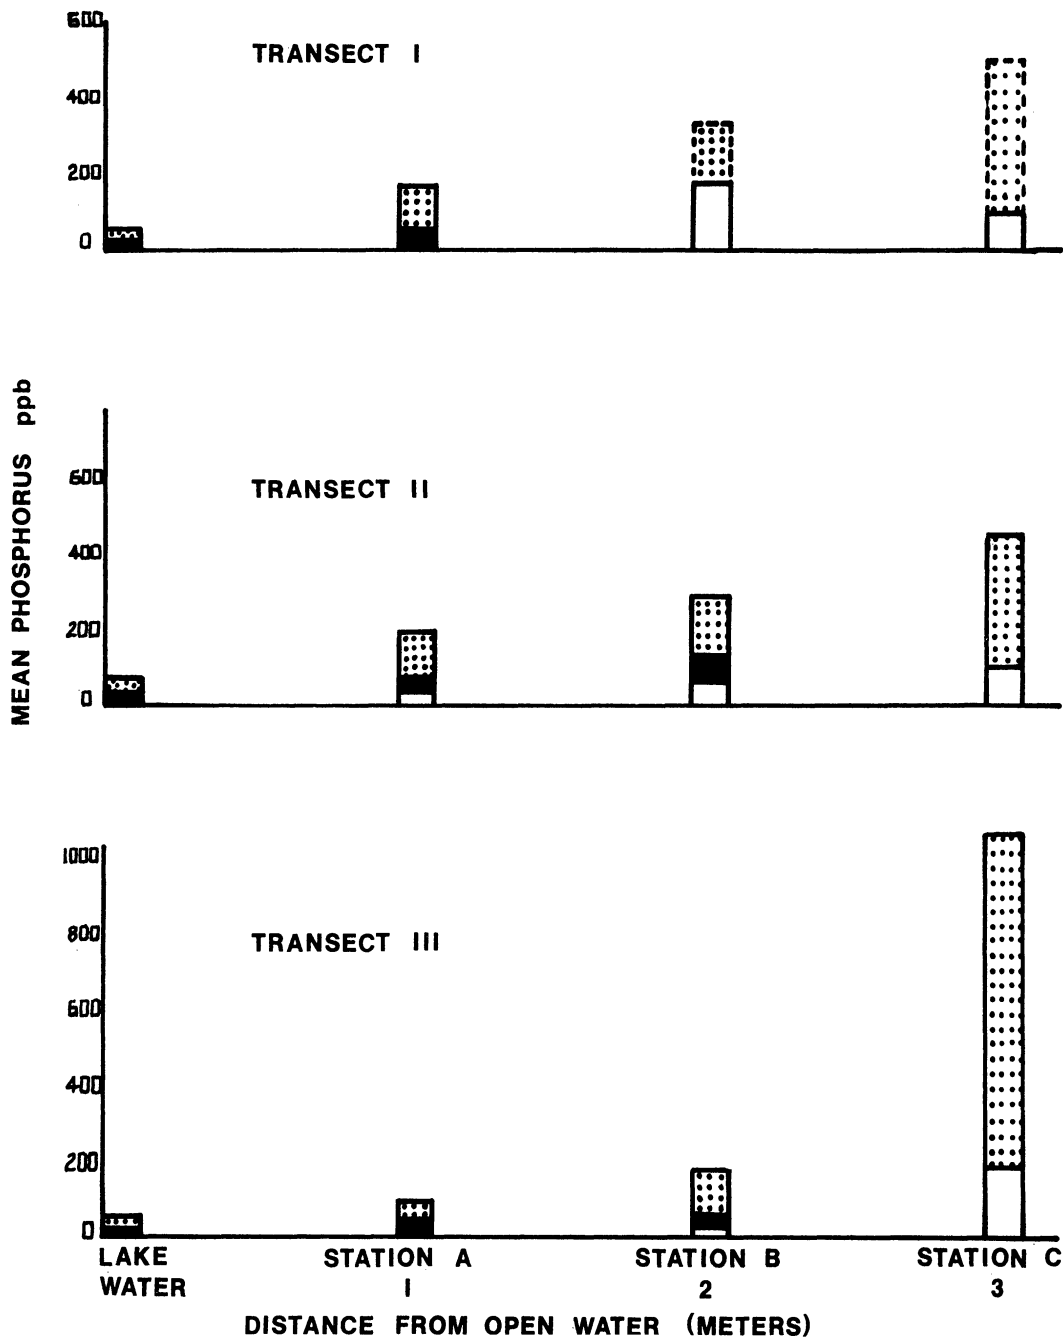 600
TRANSECT I
400
200
0
MEAN PHOSPHORUS ppb
600
TRANSECT II
400
200
0
1000
TRANSECT III
800
600
400
200
0
LAKE WATER
STATION A
STATION B
STATION C
1
2
3
DISTANCE FROM OPEN WATER (METERS)